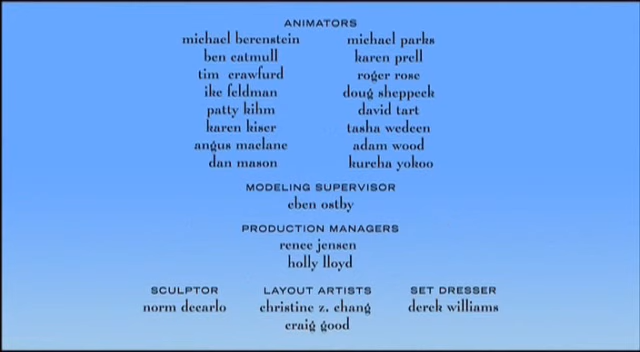 ANIMATORS
michael berenstein michael parks
ben catmull karen prell
tim crawfurd roger rose
ike feldman doug sheppeck
patty kihm david tart
karen kiser tasha wedeen
angus maclane adam wood
dan mason kureha yokoo
MODELING SUPERVISOR
eben ostby
PRODUCTION MANAGERS
renee jensen
holly lloyd
SCULPTOR LAYOUT ARTISTS SET DRESSER
norm decarlo christine z. chang derek williams
craig good